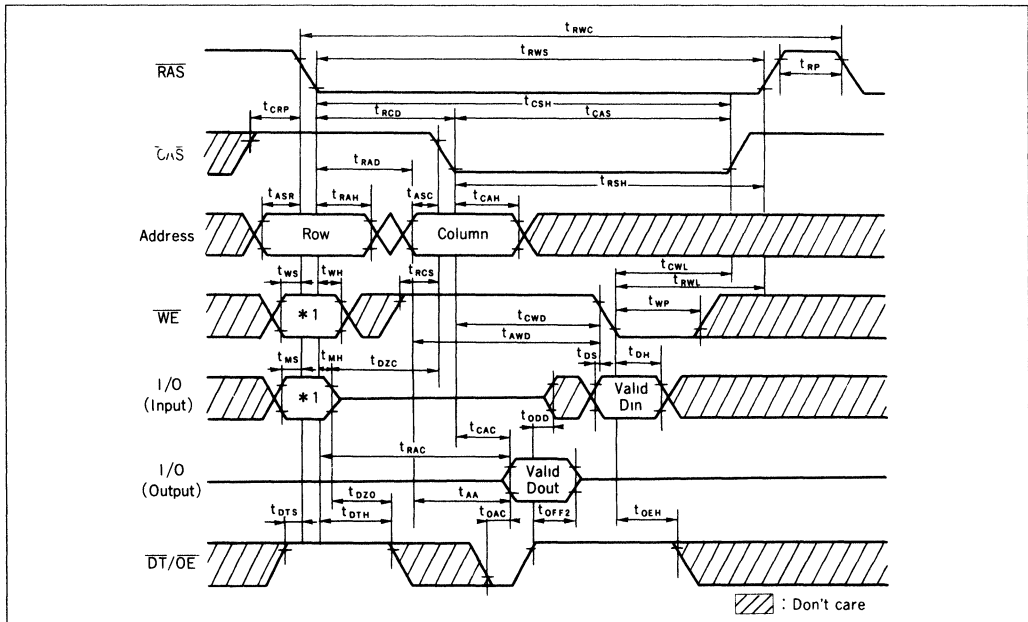 tRWC
tRWS
RAS
tRP
tCSH
tCRP
tRCD
tCAS
CAS
tRAD
tRSH
tASR
tRAH
tASC
tCAH
Address
Row
Column
tCWL
tRWL
tWS
tWH
tRCS
tWP
WE
*1
tCWD
tAWD
tMS
tMH
tDZC
tDS
tDH
I/O
(Input)
*1
Valid
Din
tODD
tCAC
tRAC
I/O
(Output)
Valid
Dout
tDZO
tAA
tDTS
tDTH
tOAC
tOFF2
tOEH
DT/OE
: Don't care